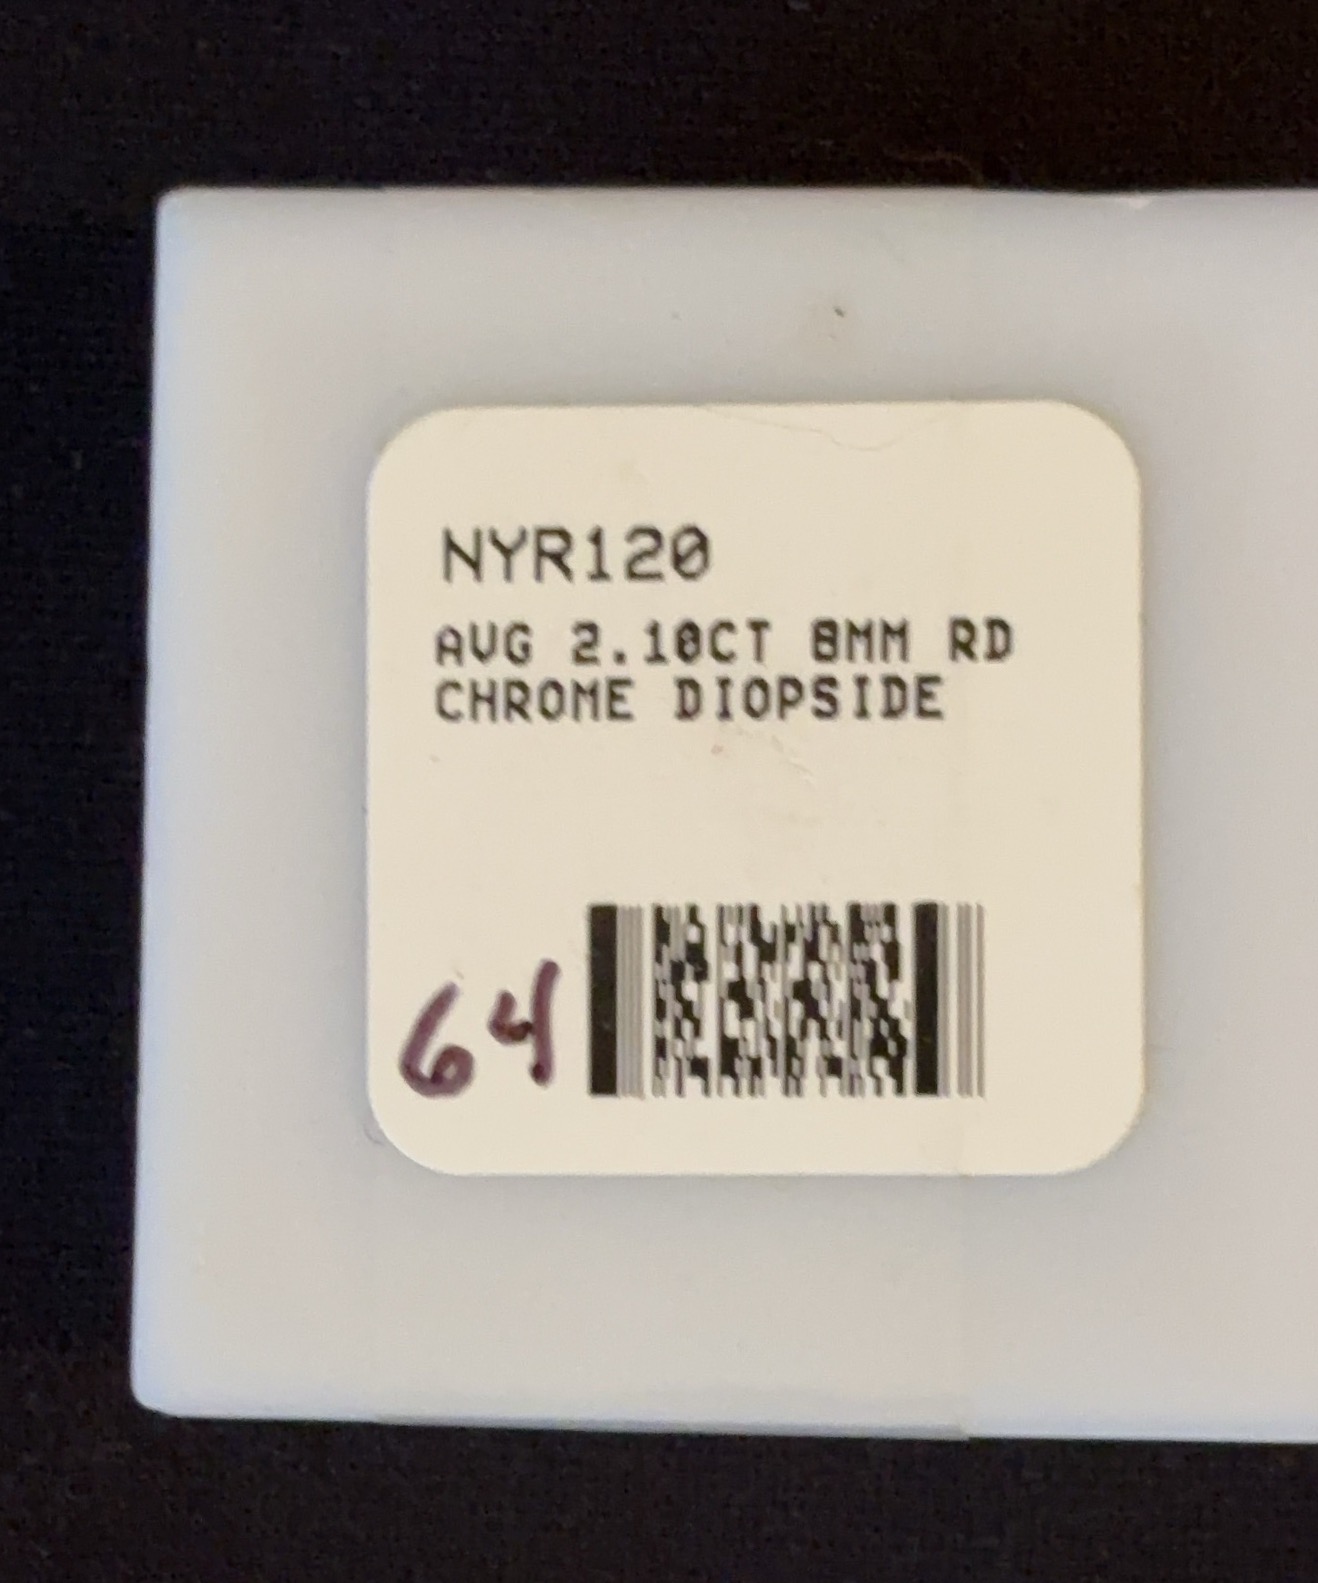 NYR120
AVG 2.10CT 8MM RD
CHROME DIOPSIDE
64